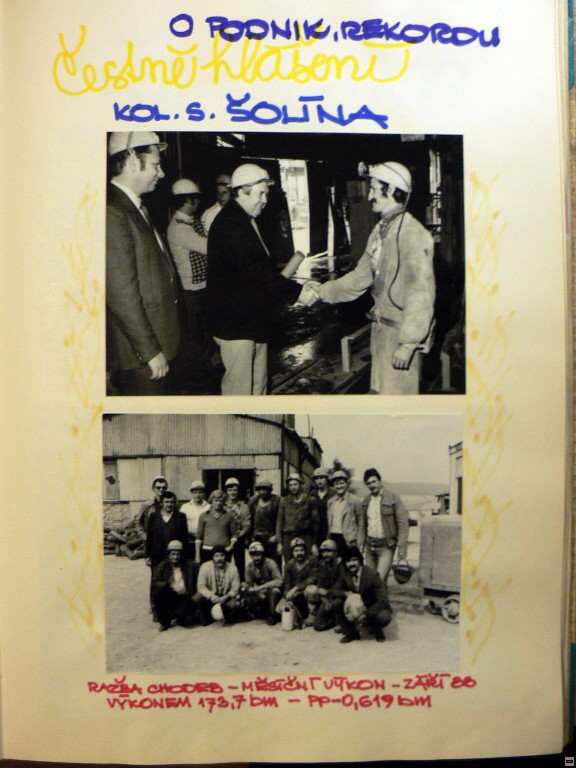 O PODNIK. REKORDU
Čestné hlášení
KOL. S. ŠOLÍNA
RAŽBA CHODEB - MĚSÍČNÍ VÝKON - ZÁŘÍ 88
VÝKONEM 173,7 bm - PP-0,619 bm